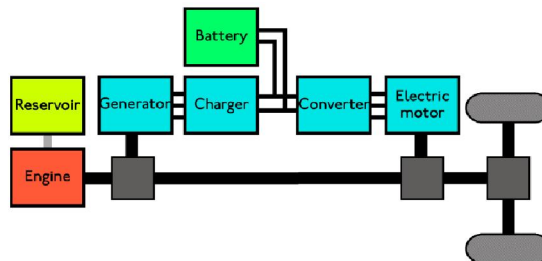 Battery
Reservoir
Generator
Charger
Converter
Electric
motor
Engine